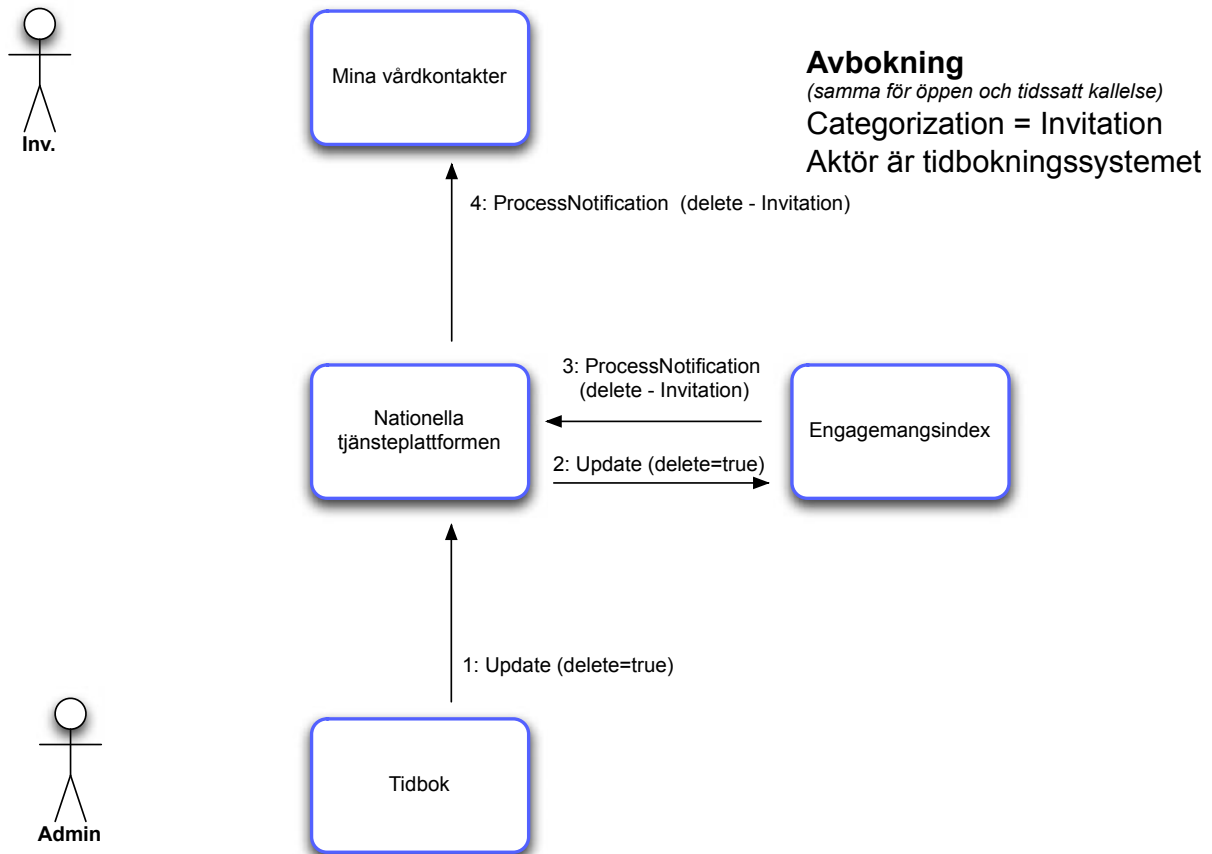 Mina vårdkontakter
Avbokning
(samma för öppen och tidssatt kallelse)
Categorization = Invitation
Aktör är tidbokningssystemet
Inv.
4: ProcessNotification (delete - Invitation)
3: ProcessNotification
(delete - Invitation)
Nationella
tjänsteplattformen
Engagemangsindex
2: Update (delete=true)
1: Update (delete=true)
Tidbok
Admin